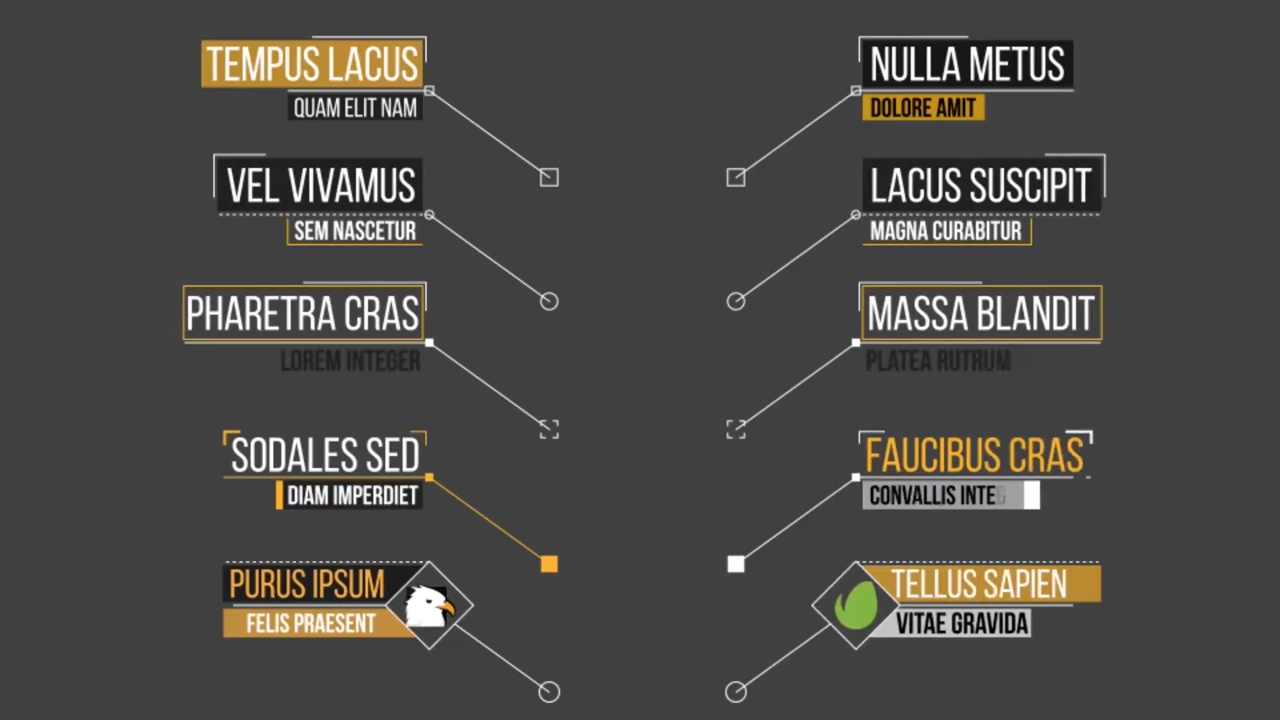 TEMPUS LACUS
QUAM ELIT NAM
VEL VIVAMUS
SEM NASCETUR
PHARETRA CRAS
LOREM INTEGER
SODALES SED
DIAM IMPERDIET
PURUS IPSUM
FELIS PRAESENT
NULLA METUS
DOLORE AMIT
LACUS SUSCIPIT
MAGNA CURABITUR
MASSA BLANDIT
PLATEA RUTRUM
FAUCIBUS CRAS
CONVALLIS INTEG
TELLUS SAPIEN
VITAE GRAVIDA